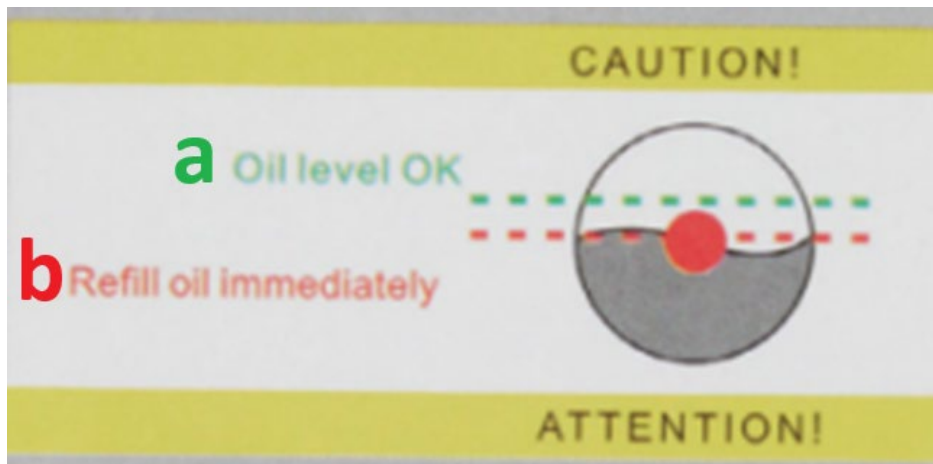 CAUTION!
a Oil level OK
b Refill oil immediately
ATTENTION!